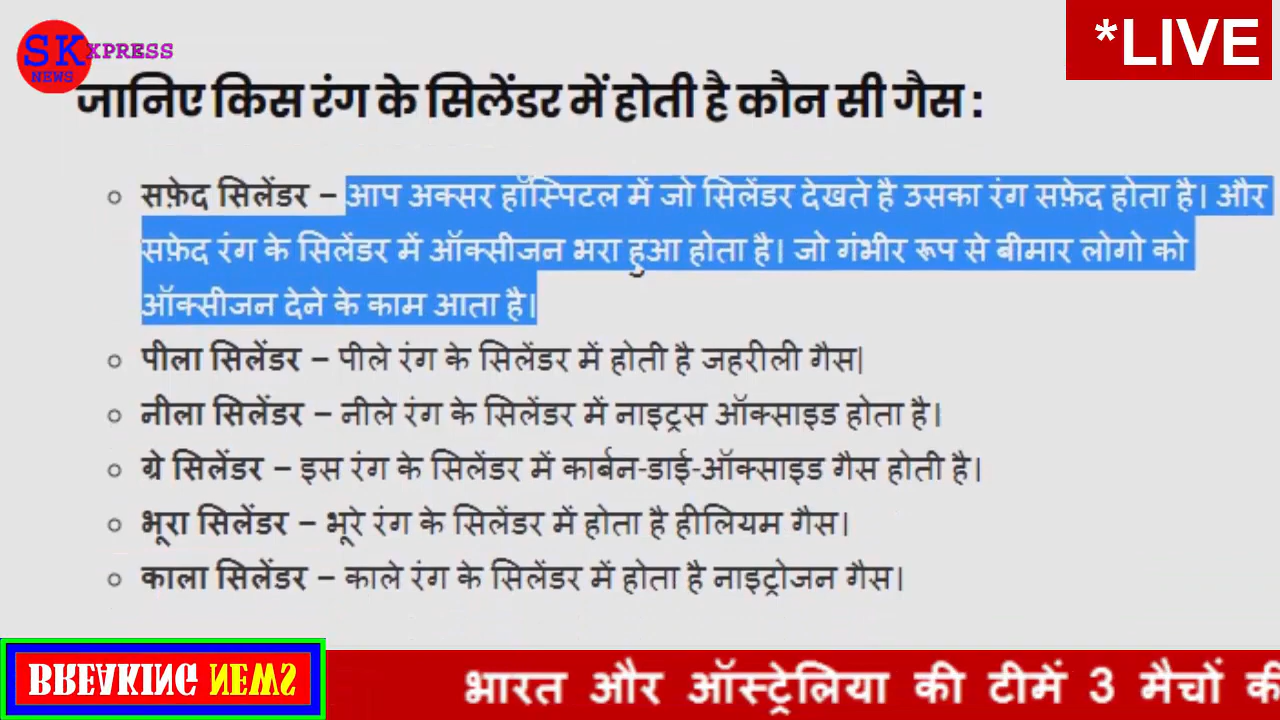 SK XPRESS
NEWS
*LIVE
जानिए किस रंग के सिलेंडर में होती है कौन सी गैस :
सफ़ेद सिलेंडर – आप अक्सर हॉस्पिटल में जो सिलेंडर देखते है उसका रंग सफ़ेद होता है। और
सफ़ेद रंग के सिलेंडर में ऑक्सीजन भरा हुआ होता है। जो गंभीर रूप से बीमार लोगो को
ऑक्सीजन देने के काम आता है।
पीला सिलेंडर – पीले रंग के सिलेंडर में होती है जहरीली गैस|
नीला सिलेंडर – नीले रंग के सिलेंडर में नाइट्रस ऑक्साइड होता है।
ग्रे सिलेंडर – इस रंग के सिलेंडर में कार्बन-डाई-ऑक्साइड गैस होती है।
भूरा सिलेंडर – भूरे रंग के सिलेंडर में होता है हीलियम गैस।
काला सिलेंडर – काले रंग के सिलेंडर में होता है नाइट्रोजन गैस।
BREAKING NEWS
भारत और ऑस्ट्रेलिया की टीमें 3 मैचों की